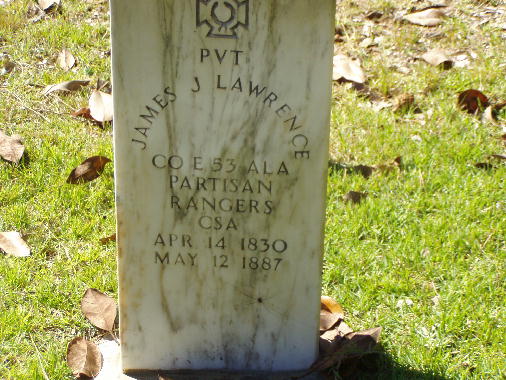 PVT
JAMES J LAWRENCE
CO E 53 ALA
PARTISAN
RANGERS
CSA
APR 14 1830
MAY 12 1887